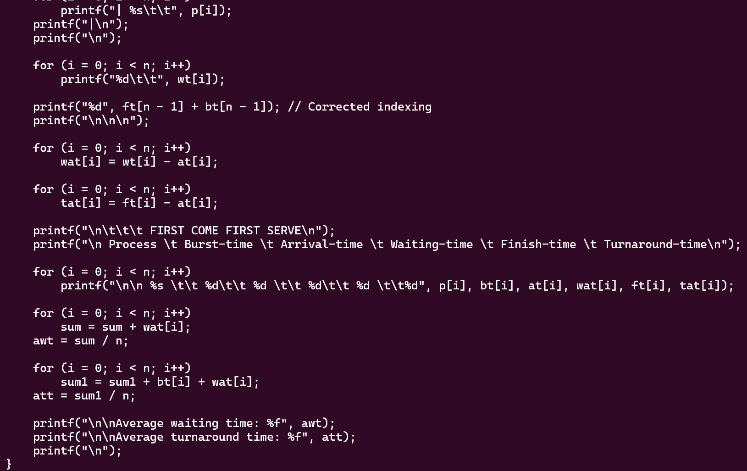 printf("| %s\t\t", p[i]);
printf("|\n");
printf("\n");
for (i = 0; i < n; i++)
printf("%d\t\t", wt[i]);
printf("%d", ft[n - 1] + bt[n - 1]); // Corrected indexing
printf("\n\n\n");
for (i = 0; i < n; i++)
wat[i] = wt[i] - at[i];
for (i = 0; i < n; i++)
tat[i] = ft[i] - at[i];
printf("\n\t\t\t FIRST COME FIRST SERVE\n");
printf("\n Process \t Burst-time \t Arrival-time \t Waiting-time \t Finish-time \t Turnaround-time\n");
for (i = 0; i < n; i++)
printf("\n\n %s \t\t %d\t\t %d \t\t %d\t\t %d \t\t%d", p[i], bt[i], at[i], wat[i], ft[i], tat[i]);
for (i = 0; i < n; i++)
sum = sum + wat[i];
awt = sum / n;
for (i = 0; i < n; i++)
sum1 = sum1 + bt[i] + wat[i];
att = sum1 / n;
printf("\n\nAverage waiting time: %f", awt);
printf("\n\nAverage turnaround time: %f", att);
printf("\n");
}